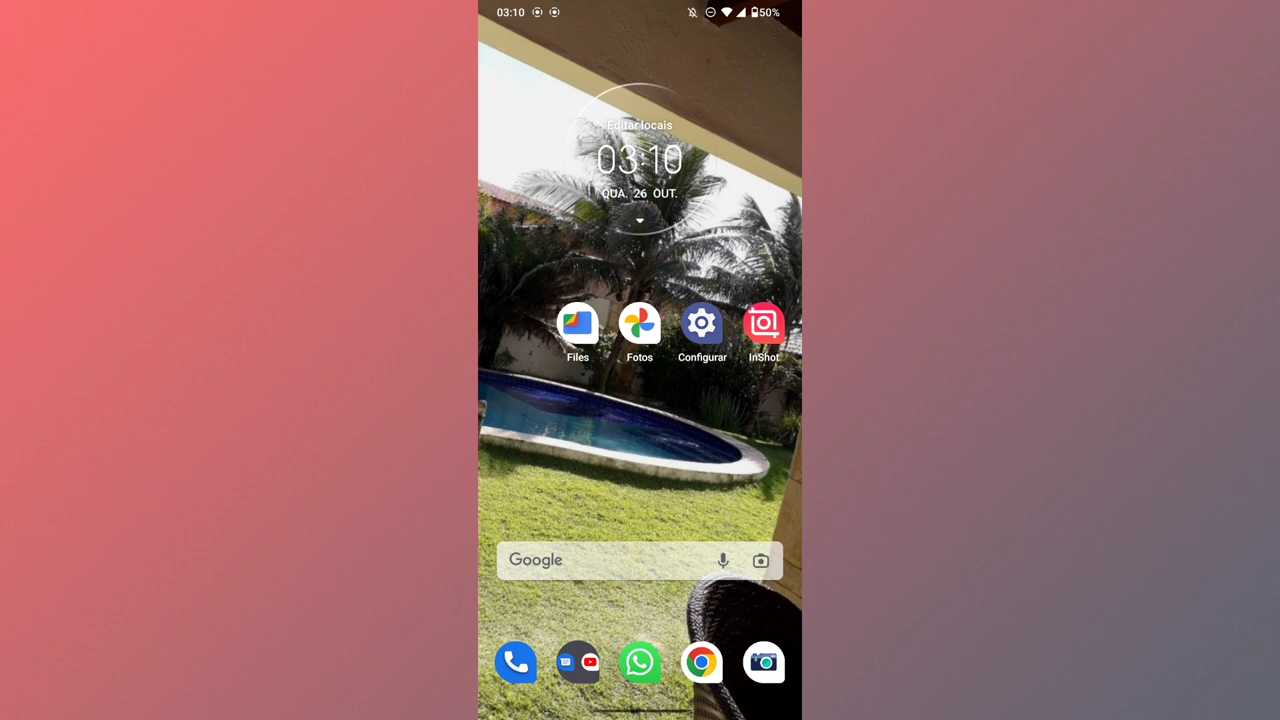 03:10
50%
Editar locais
03:10
QUA. 26 OUT.
Files
Fotos
Configurar
InShot
Google